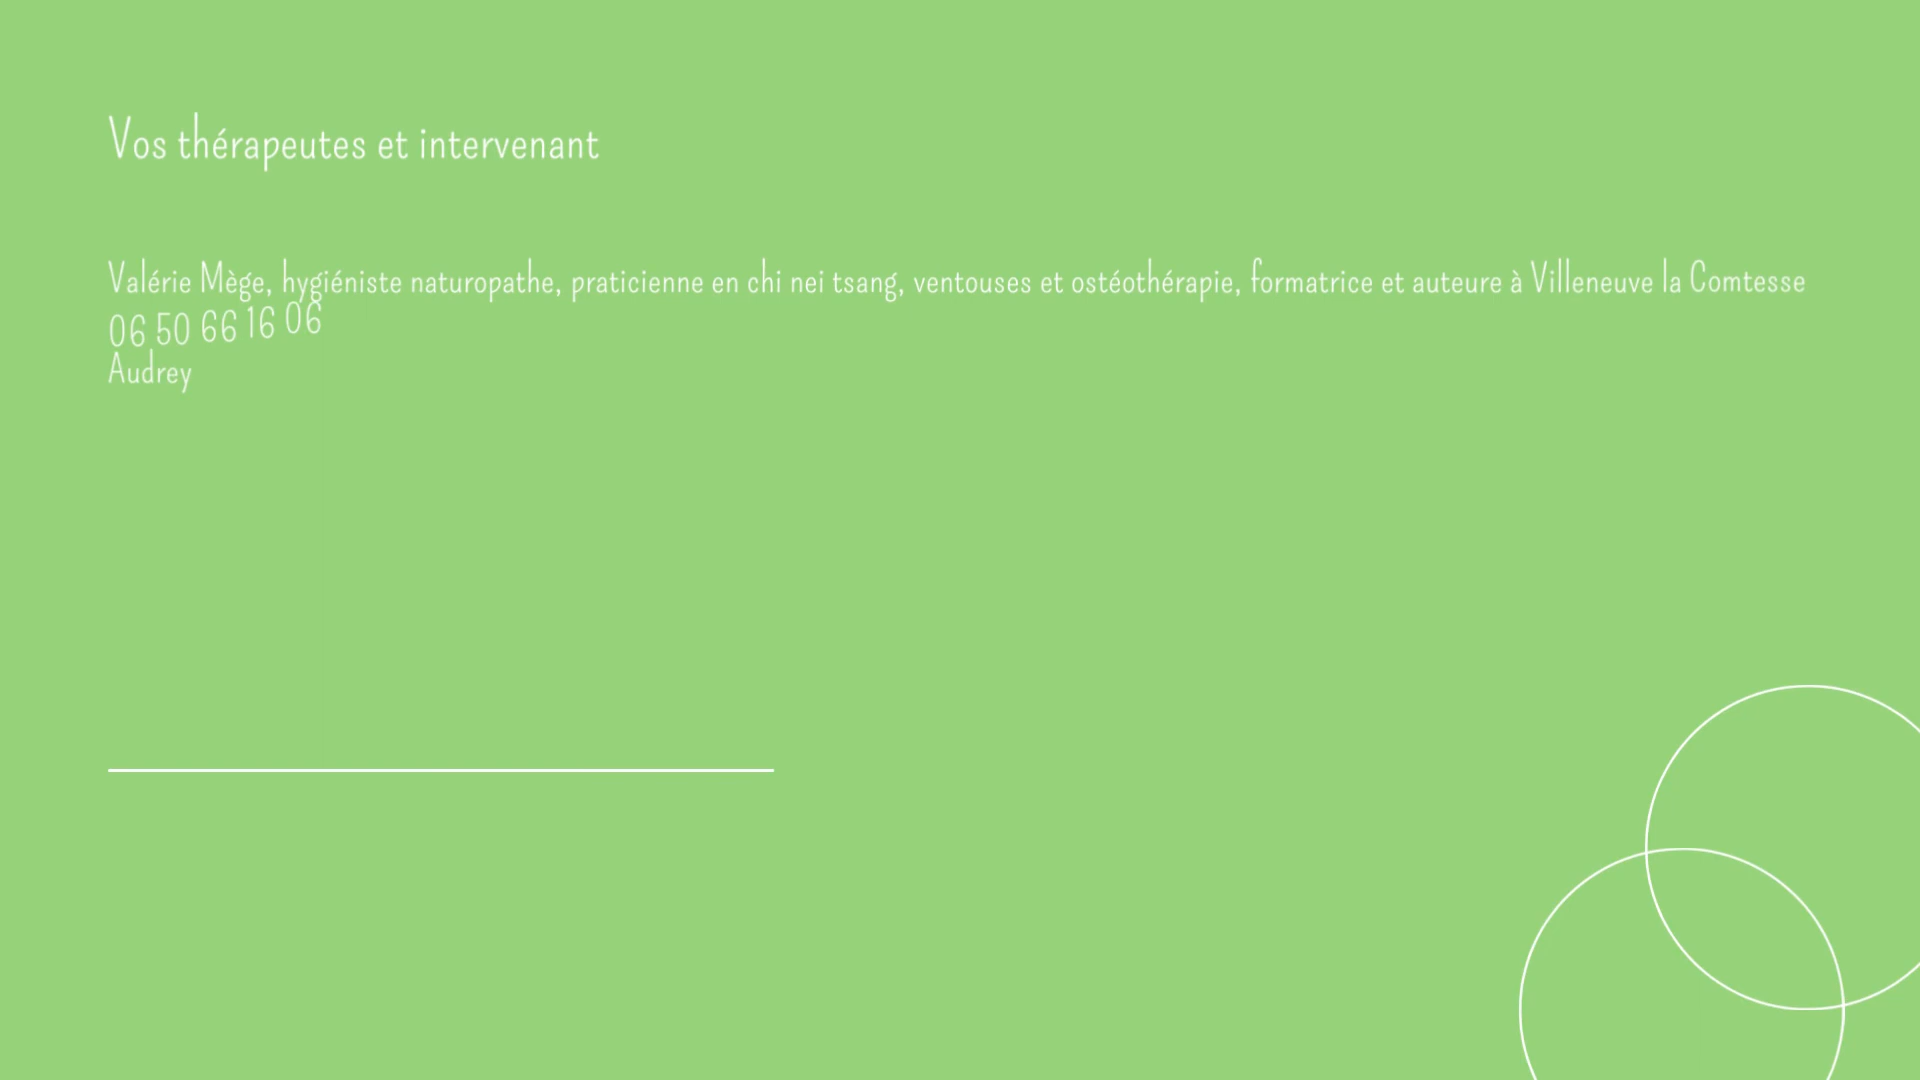 Vos thérapeutes et intervenant
Valérie Mège, hygiéniste naturopathe, praticienne en chi nei tsang, ventouses et ostéothérapie, formatrice et auteure à Villeneuve la Comtesse
06 50 66 16 06
Audrey